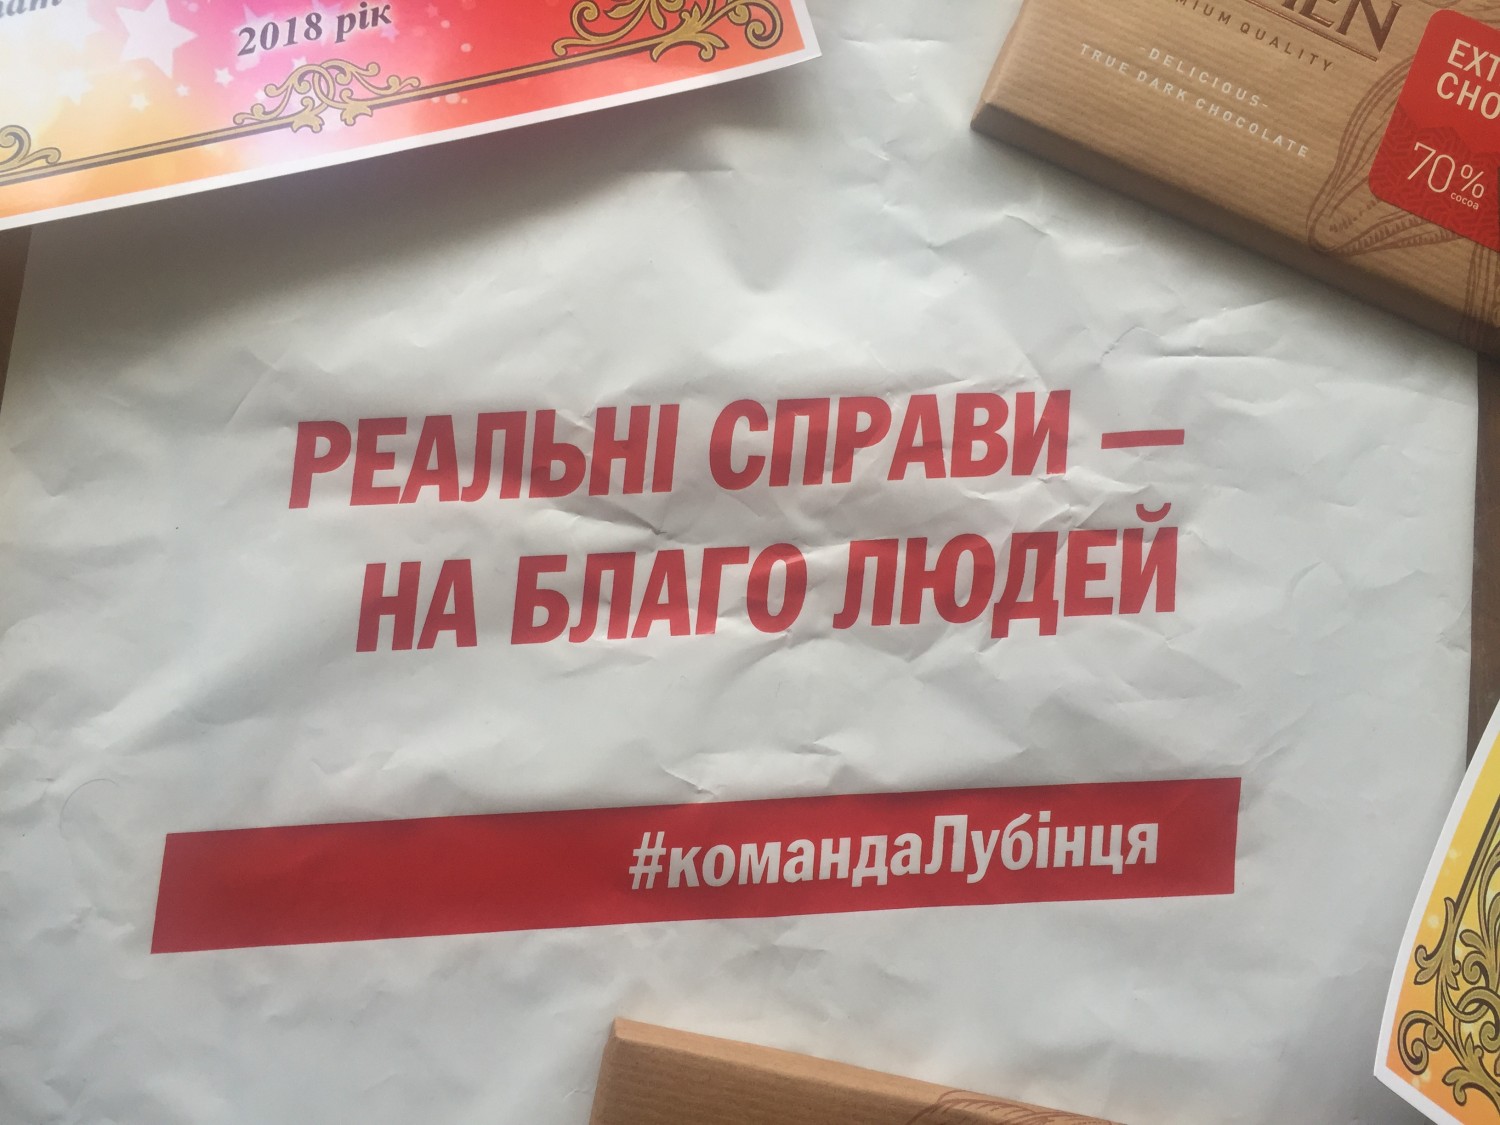 2018 рік
PREMIUM QUALITY
-DELICIOUS-
TRUE DARK CHOCOLATE
70%
cocoa
РЕАЛЬНІ СПРАВИ —
НА БЛАГО ЛЮДЕЙ
#командаЛубінця